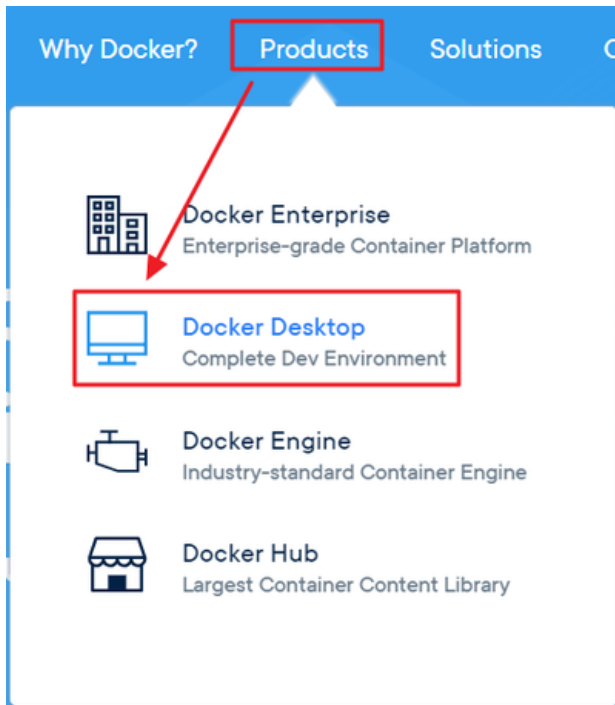 Why Docker? Products Solutions
Docker Enterprise
Enterprise-grade Container Platform
Docker Desktop
Complete Dev Environment
Docker Engine
Industry-standard Container Engine
Docker Hub
Largest Container Content Library